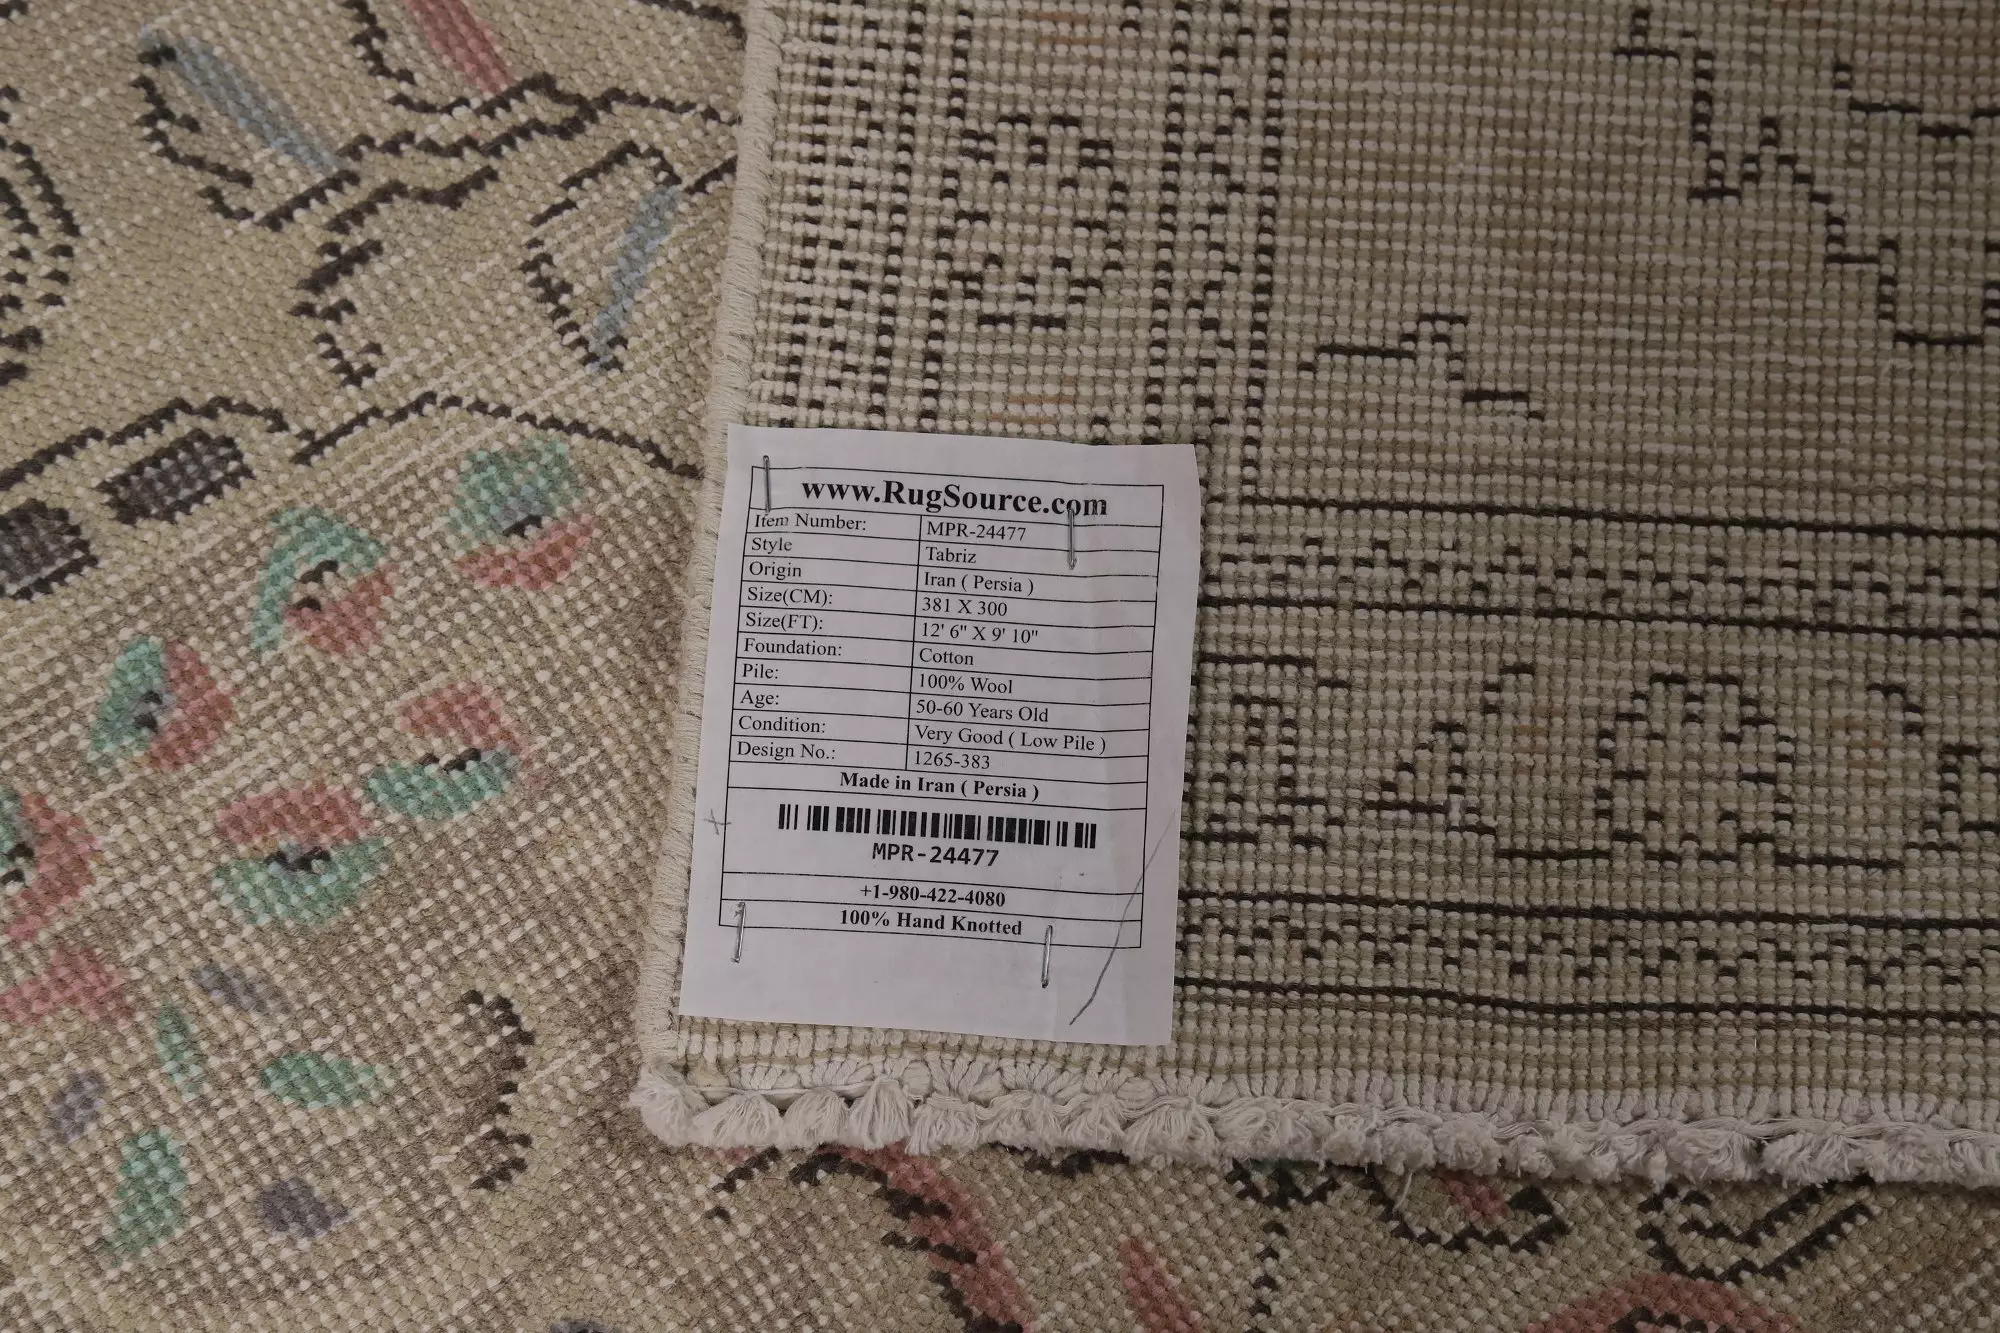 www.RugSource.com
Item Number: MPR-24477
Style Tabriz
Origin Iran ( Persia )
Size(CM): 381 X 300
Size(FT): 12' 6" X 9' 10"
Foundation: Cotton
Pile: 100% Wool
Age: 50-60 Years Old
Condition: Very Good ( Low Pile )
Design No.: 1265-383
Made in Iran ( Persia )
MPR-24477
+1-980-422-4080
100% Hand Knotted